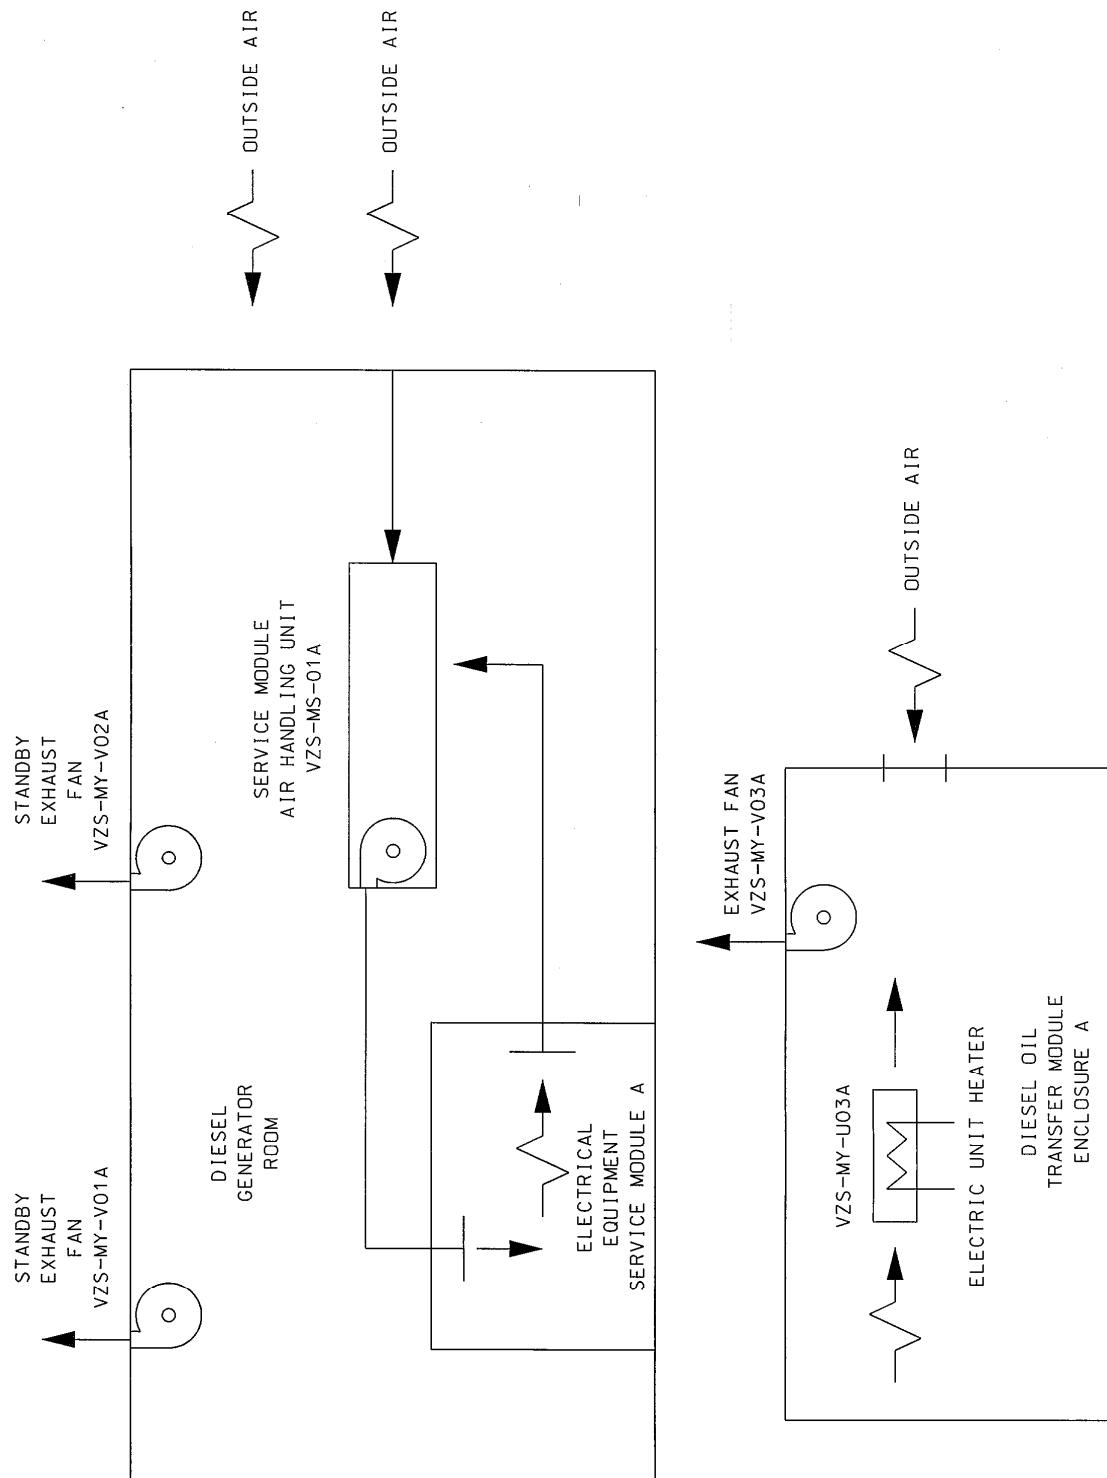 STANDBY
EXHAUST
FAN
VZS-MY-V01A
STANDBY
EXHAUST
FAN
VZS-MY-V02A
OUTSIDE AIR
OUTSIDE AIR
DIESEL
GENERATOR
ROOM
SERVICE MODULE
AIR HANDLING UNIT
VZS-MS-01A
ELECTRICAL
EQUIPMENT
SERVICE MODULE A
EXHAUST FAN
VZS-MY-V03A
OUTSIDE AIR
VZS-MY-U03A
ELECTRIC UNIT HEATER
DIESEL OIL
TRANSFER MODULE
ENCLOSURE A